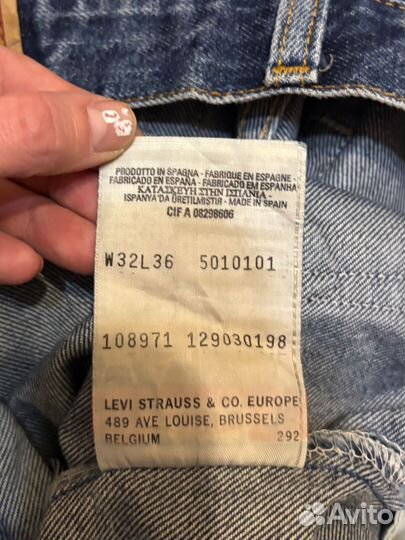 PRODOTTO IN SPAGNA - FABRIQUE EN ESPAGNE
FABRICADO EN ESPAÑA - FABRICADO EM ESPANHA
ΚΑΤΑΣΚΕΥΗ ΣΤΗΝ ΙΣΠΑΝΙΑ -
ISPANYA'DA ÜRETILMISTIR - MADE IN SPAIN
CIF A 08298606
W32L36 5010101
108971 129030198
LEVI STRAUSS & CO. EUROPE
489 AVE LOUISE, BRUSSELS
BELGIUM 292
Avito